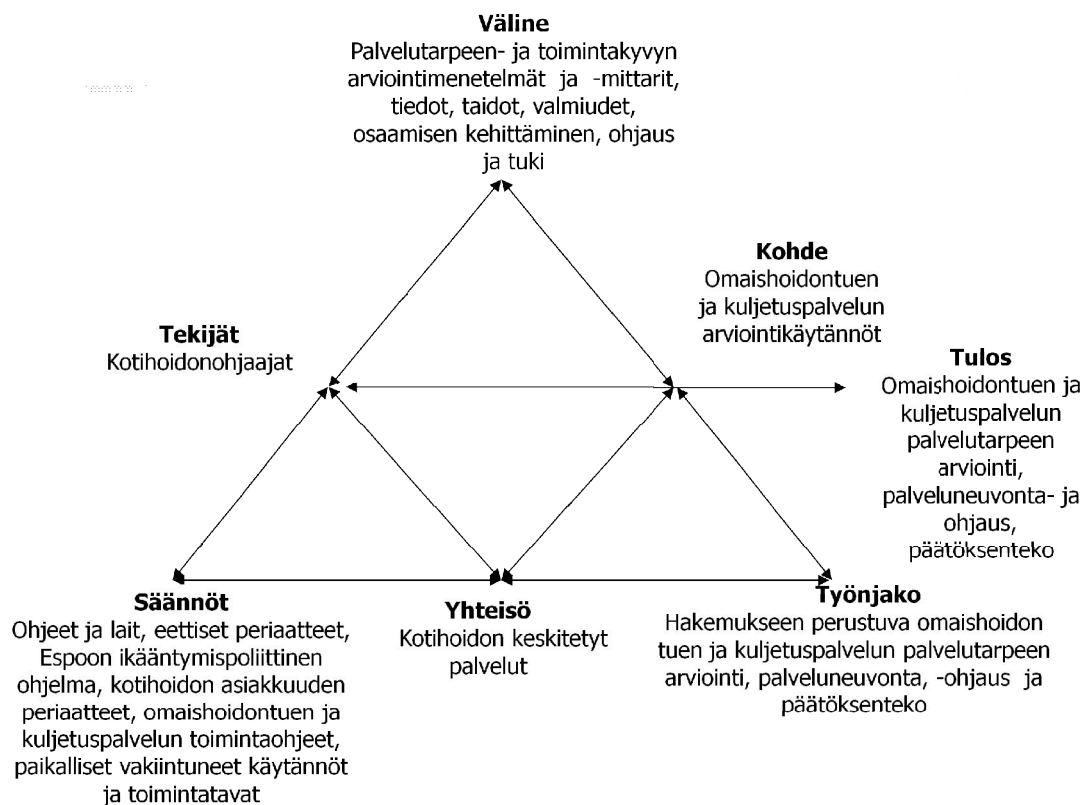 Väline
Palvelutarpeen- ja toimintakyvyn
arviointimenetelmät ja -mittarit,
tiedot, taidot, valmiudet,
osaamisen kehittäminen, ohjaus
ja tuki
Kohde
Omaishoidontuen
ja kuljetuspalvelun
arviointikäytännöt
Tekijät
Kotihoidonohjaajat
Tulos
Omaishoidontuen ja
kuljetuspalvelun
palvelutarpeen
arviointi,
palveluneuvonta- ja
ohjaus,
päätöksenteko
Säännöt
Ohjeet ja lait, eettiset periaatteet,
Espoon ikääntymispoliittinen
ohjelma, kotihoidon asiakkuuden
periaatteet, omaishoidontuen ja
kuljetuspalvelun toimintaohjeet,
paikalliset vakiintuneet käytännöt
ja toimintatavat
Yhteisö
Kotihoidon keskitetyt
palvelut
Työnjako
Hakemukseen perustuva omaishoidon
tuen ja kuljetuspalvelun palvelutarpeen
arviointi, palveluneuvonta, -ohjaus ja
päätöksenteko